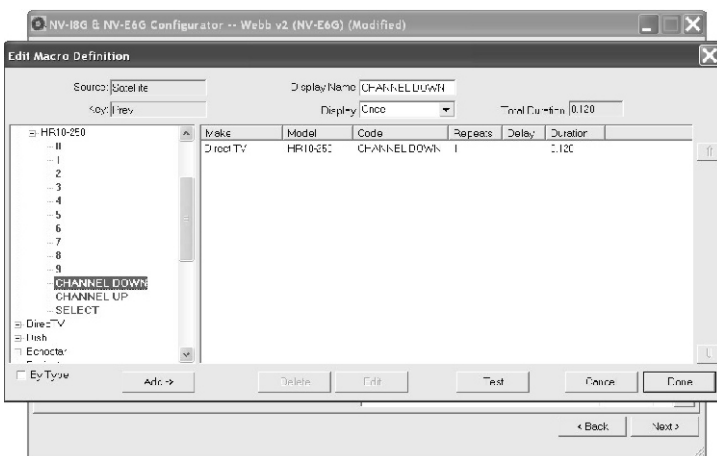 NV-I8G & NV-E6G Configurator -- Webb v2 (NV-E6G) (Modified)
Edit Macro Definition
Source: Satellite
Display Name CHANNEL DOWN
Key: Prev
Display Once
Total Duration 0.120
HR10-250
0
1
2
3
4
5
6
7
8
9
CHANNEL DOWN
CHANNEL UP
SELECT
DirecTV
Dish
Echostar
Make Model Code Repeats Delay Duration
Direct TV HR10-250 CHANNEL DOWN 1 0.120
By Type
Add ->
Delete
Edit
Test
Cancel
Done
< Back
Next >